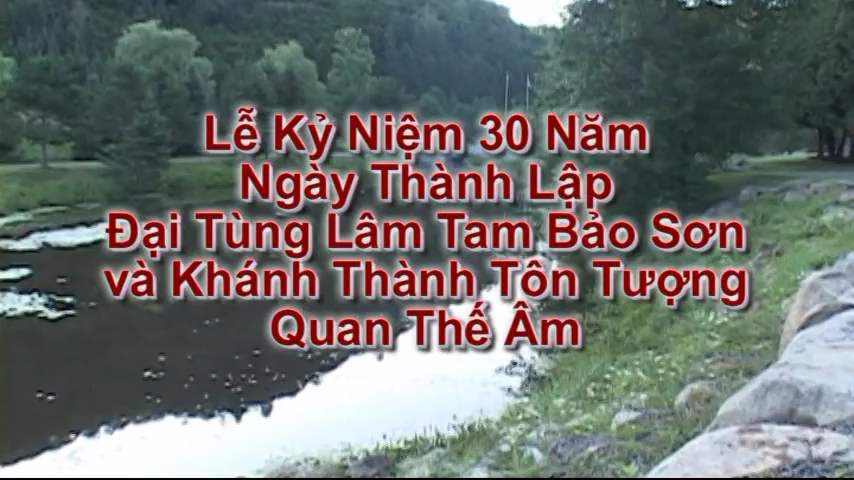 Lễ Kỷ Niệm 30 Năm
Ngày Thành Lập
Đại Tùng Lâm Tam Bảo Sơn
và Khánh Thành Tôn Tượng
Quan Thế Âm